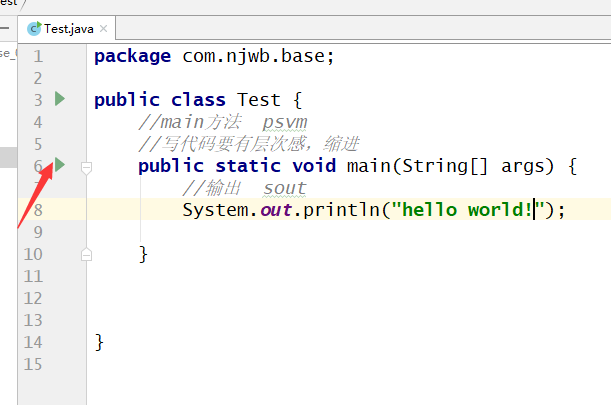 est
Test.java
se_
1 package com.njwb.base;
2
3 public class Test {
4 //main方法  psvm
5 //写代码要有层次感，缩进
6 public static void main(String[] args) {
7 //输出  sout
8 System.out.println("hello world!");
9
10 }
11
12
13
14 }
15